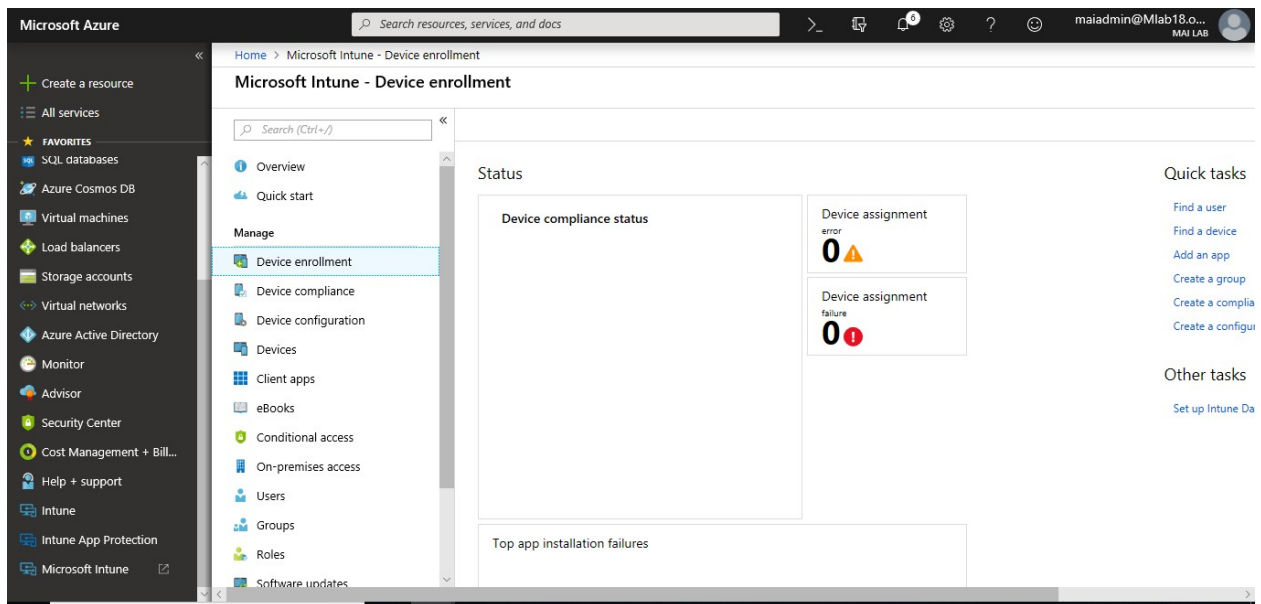 Microsoft Azure
Search resources, services, and docs
6
maiadmin@Mlab18.o...
MAI LAB
Home > Microsoft Intune - Device enrollment
Microsoft Intune - Device enrollment
Create a resource
All services
FAVORITES
SQL databases
Azure Cosmos DB
Virtual machines
Load balancers
Storage accounts
Virtual networks
Azure Active Directory
Monitor
Advisor
Security Center
Cost Management + Bill...
Help + support
Intune
Intune App Protection
Microsoft Intune
Search (Ctrl+/)
Overview
Quick start
Manage
Device enrollment
Device compliance
Device configuration
Devices
Client apps
eBooks
Conditional access
On-premises access
Users
Groups
Roles
Software updates
Status
Device compliance status
Device assignment
error
0
Device assignment
failure
0
Top app installation failures
Quick tasks
Find a user
Find a device
Add an app
Create a group
Create a complia
Create a configu
Other tasks
Set up Intune Da